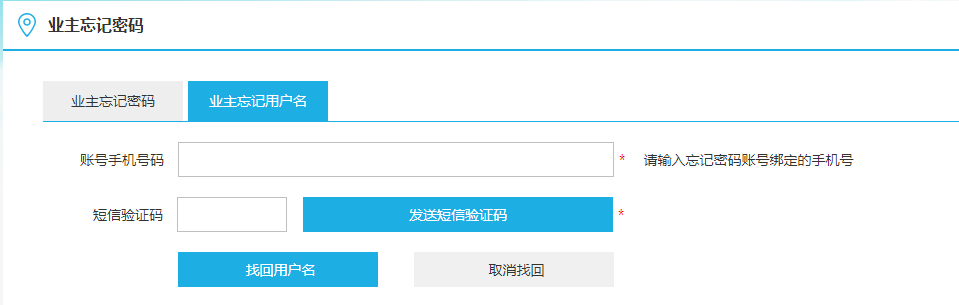 业主忘记密码
业主忘记密码 业主忘记用户名
账号手机号码 * 请输入忘记密码账号绑定的手机号
短信验证码 发送短信验证码 *
找回用户名 取消找回